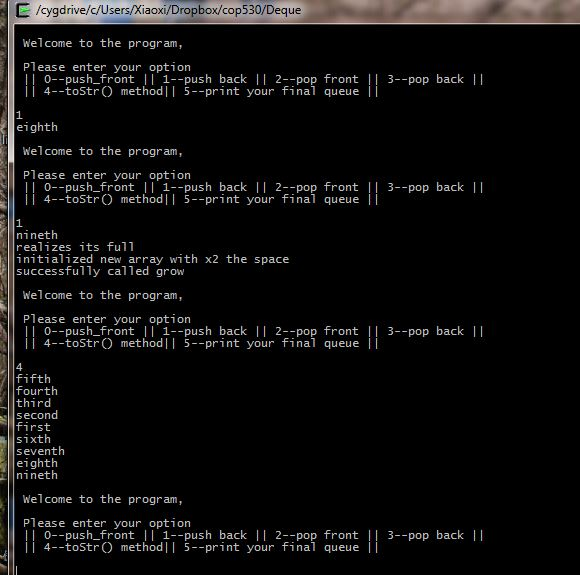 /cygdrive/c/Users/Xiaoxi/Dropbox/cop530/Deque
Welcome to the program,
Please enter your option
|| 0--push_front || 1--push back || 2--pop front || 3--pop back ||
|| 4--toStr() method|| 5--print your final queue ||
1
eighth
Welcome to the program,
Please enter your option
|| 0--push_front || 1--push back || 2--pop front || 3--pop back ||
|| 4--toStr() method|| 5--print your final queue ||
1
nineth
realizes its full
initialized new array with x2 the space
successfully called grow
Welcome to the program,
Please enter your option
|| 0--push_front || 1--push back || 2--pop front || 3--pop back ||
|| 4--toStr() method|| 5--print your final queue ||
4
fifth
fourth
third
second
first
sixth
seventh
eighth
nineth
Welcome to the program,
Please enter your option
|| 0--push_front || 1--push back || 2--pop front || 3--pop back ||
|| 4--toStr() method|| 5--print your final queue ||